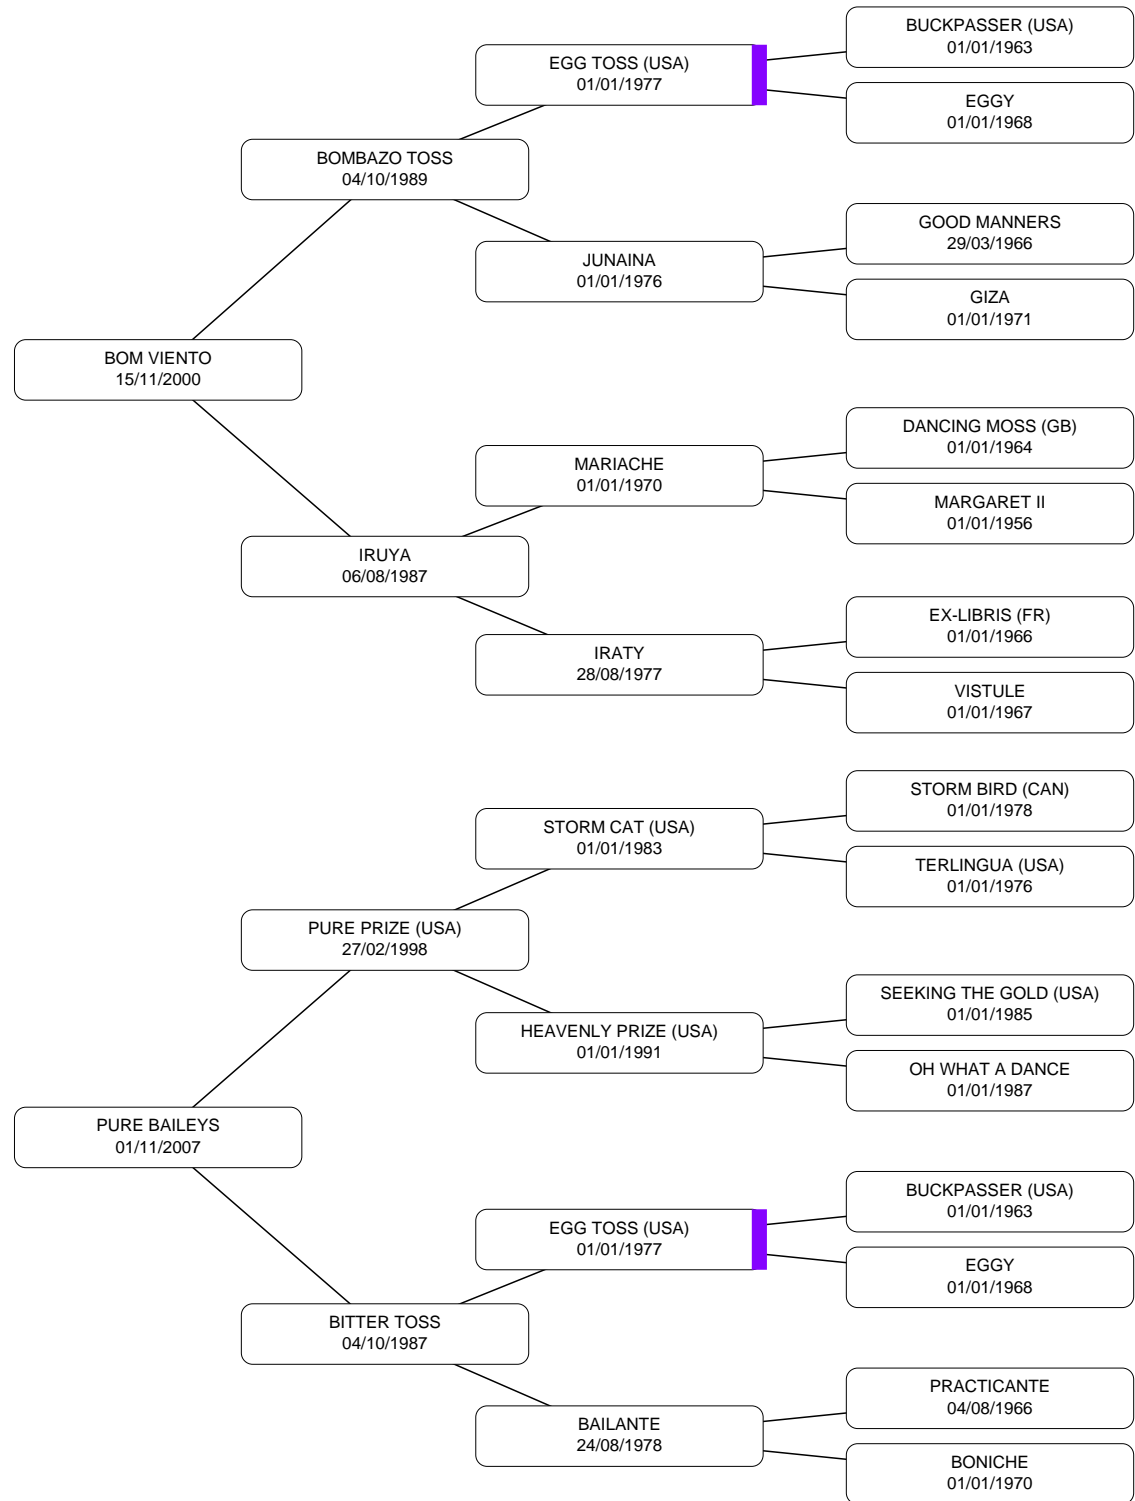 BUCKPASSER (USA)
01/01/1963
EGG TOSS (USA)
01/01/1977
EGGY
01/01/1968
BOMBAZO TOSS
04/10/1989
GOOD MANNERS
29/03/1966
JUNAINA
01/01/1976
GIZA
01/01/1971
BOM VIENTO
15/11/2000
DANCING MOSS (GB)
01/01/1964
MARIACHE
01/01/1970
MARGARET II
01/01/1956
IRUYA
06/08/1987
EX-LIBRIS (FR)
01/01/1966
IRATY
28/08/1977
VISTULE
01/01/1967
STORM BIRD (CAN)
01/01/1978
STORM CAT (USA)
01/01/1983
TERLINGUA (USA)
01/01/1976
PURE PRIZE (USA)
27/02/1998
SEEKING THE GOLD (USA)
01/01/1985
HEAVENLY PRIZE (USA)
01/01/1991
OH WHAT A DANCE
01/01/1987
PURE BAILEYS
01/11/2007
BUCKPASSER (USA)
01/01/1963
EGG TOSS (USA)
01/01/1977
EGGY
01/01/1968
BITTER TOSS
04/10/1987
PRACTICANTE
04/08/1966
BAILANTE
24/08/1978
BONICHE
01/01/1970